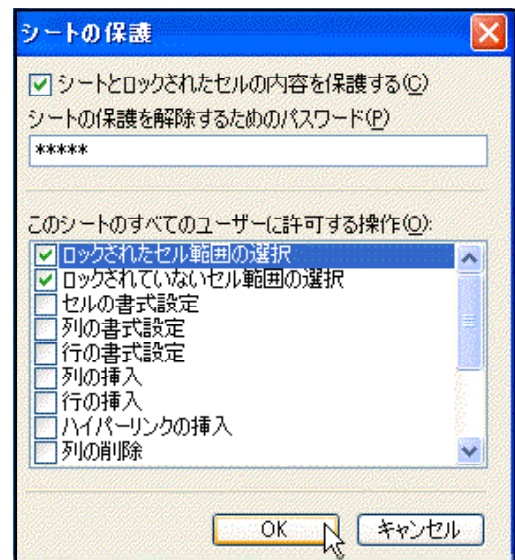 シートの保護
シートとロックされたセルの内容を保護する(C)
シートの保護を解除するためのパスワード(P)
*****
このシートのすべてのユーザーに許可する操作(O):
ロックされたセル範囲の選択
ロックされていないセル範囲の選択
セルの書式設定
列の書式設定
行の書式設定
列の挿入
行の挿入
ハイパーリンクの挿入
列の削除
OK キャンセル